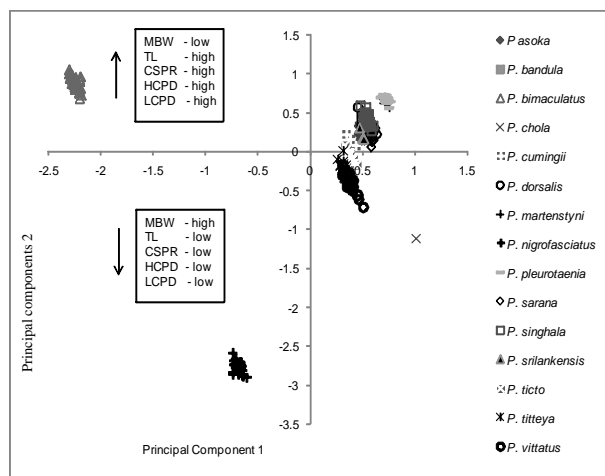 MBW - low
TL - high
CSPR - high
HCPD - high
LCPD - high
MBW - high
TL - low
CSPR - low
HCPD - low
LCPD - low
1.5
1
0.5
0
-0.5
-1
-1.5
-2
-2.5
-3
-3.5
-2.5 -2 -1.5 -1 -0.5 0 0.5 1 1.5
Principal components 2
Principal Component 1
P asoka
P. bandula
P. bimaculatus
P. chola
P. cumingii
P. dorsalis
P. martenstyni
P. nigrofasciatus
P. pleurotaenia
P. sarana
P. singhala
P. srilankensis
P. ticto
P. titteya
P. vittatus